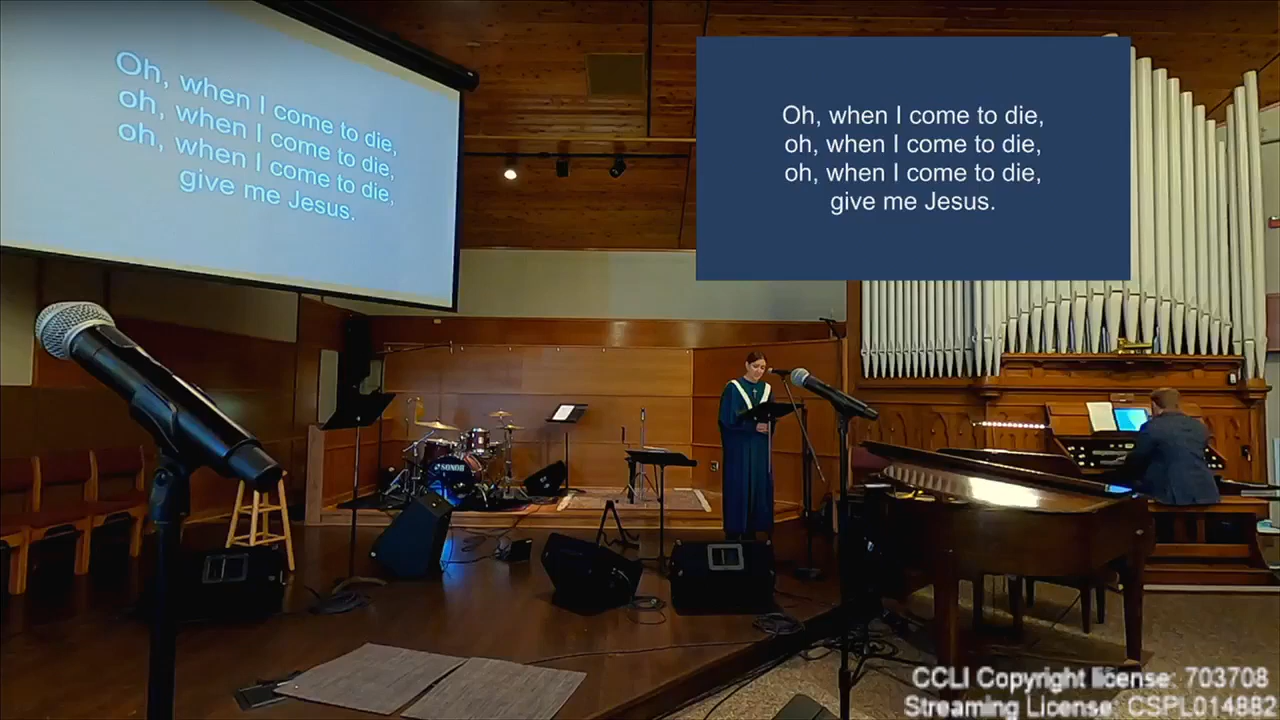 Oh, when I come to die,
oh, when I come to die,
oh, when I come to die,
give me Jesus.
Oh, when I come to die,
oh, when I come to die,
oh, when I come to die,
give me Jesus.
SONOR
CCLI Copyright license: 703708
Streaming License: CSPL014882